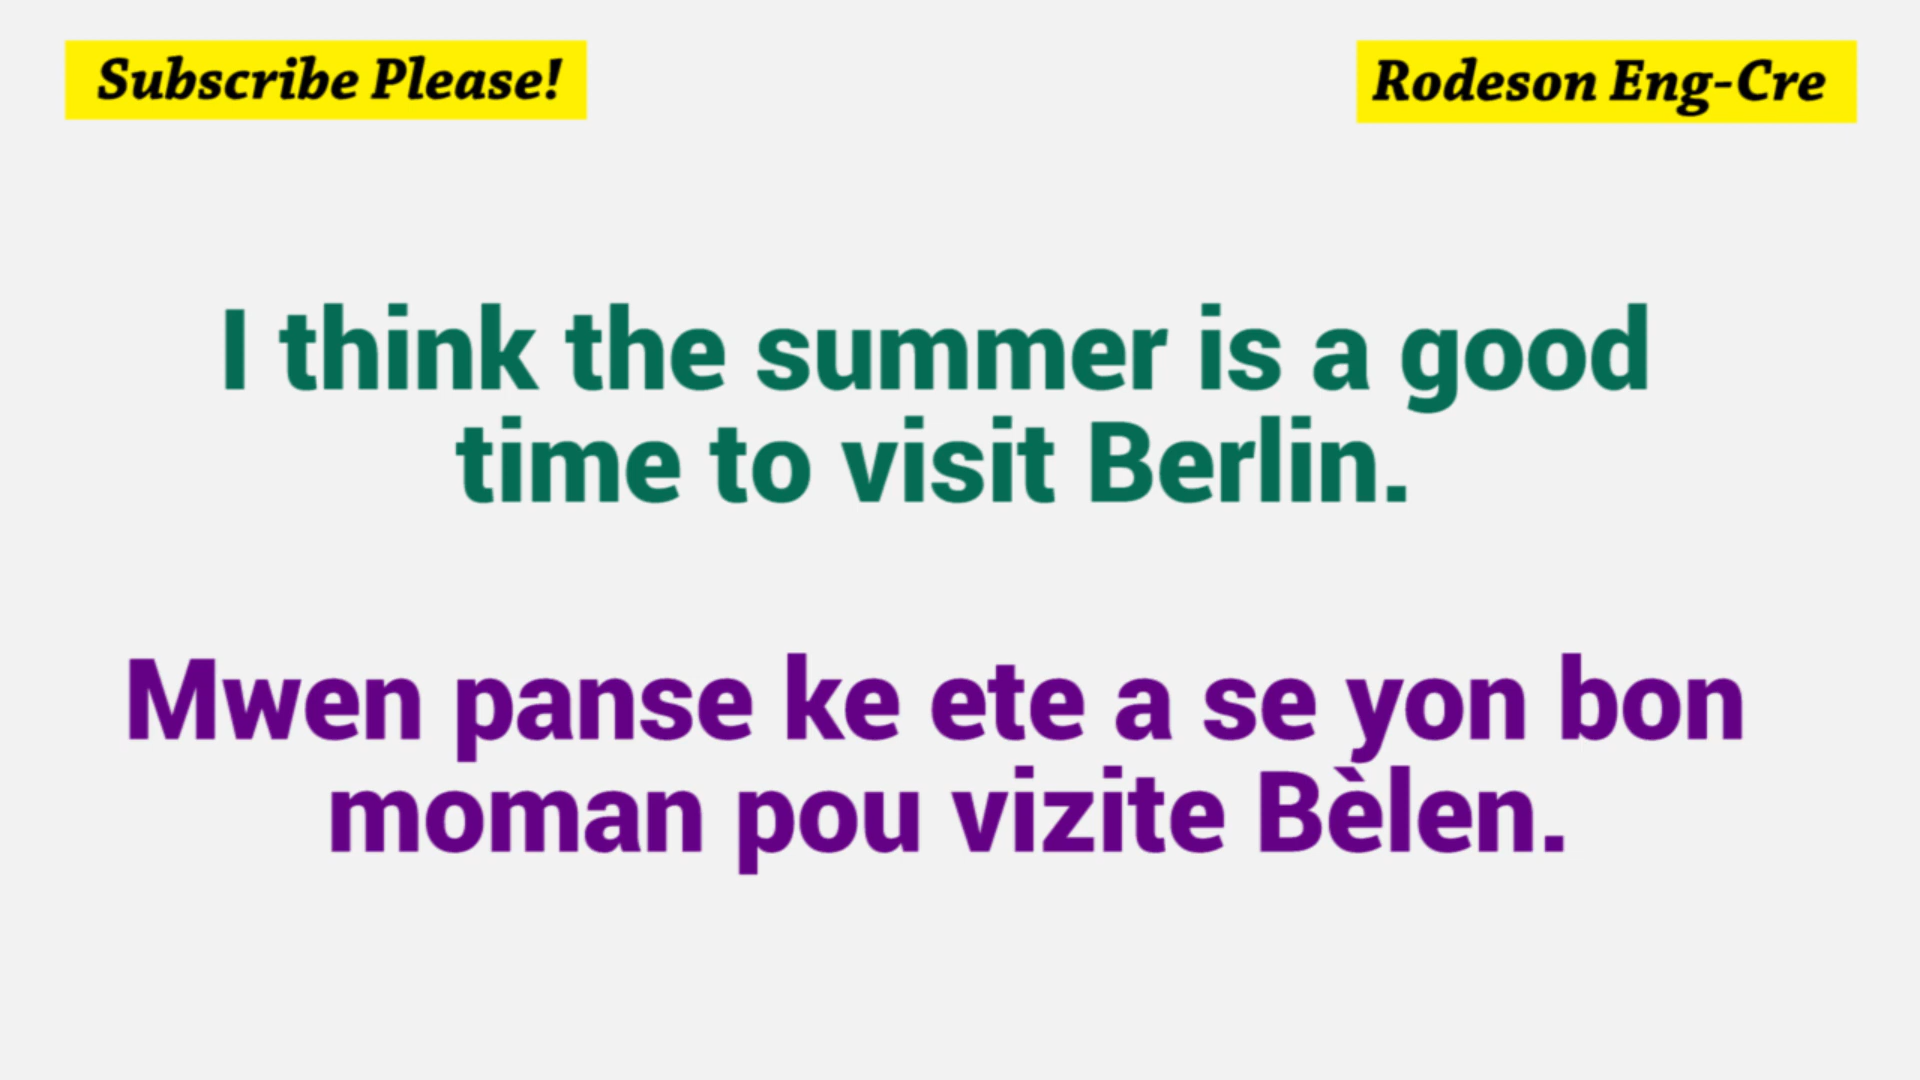 Subscribe Please!
Rodeson Eng-Cre
I think the summer is a good
time to visit Berlin.
Mwen panse ke ete a se yon bon
moman pou vizite Bèlen.